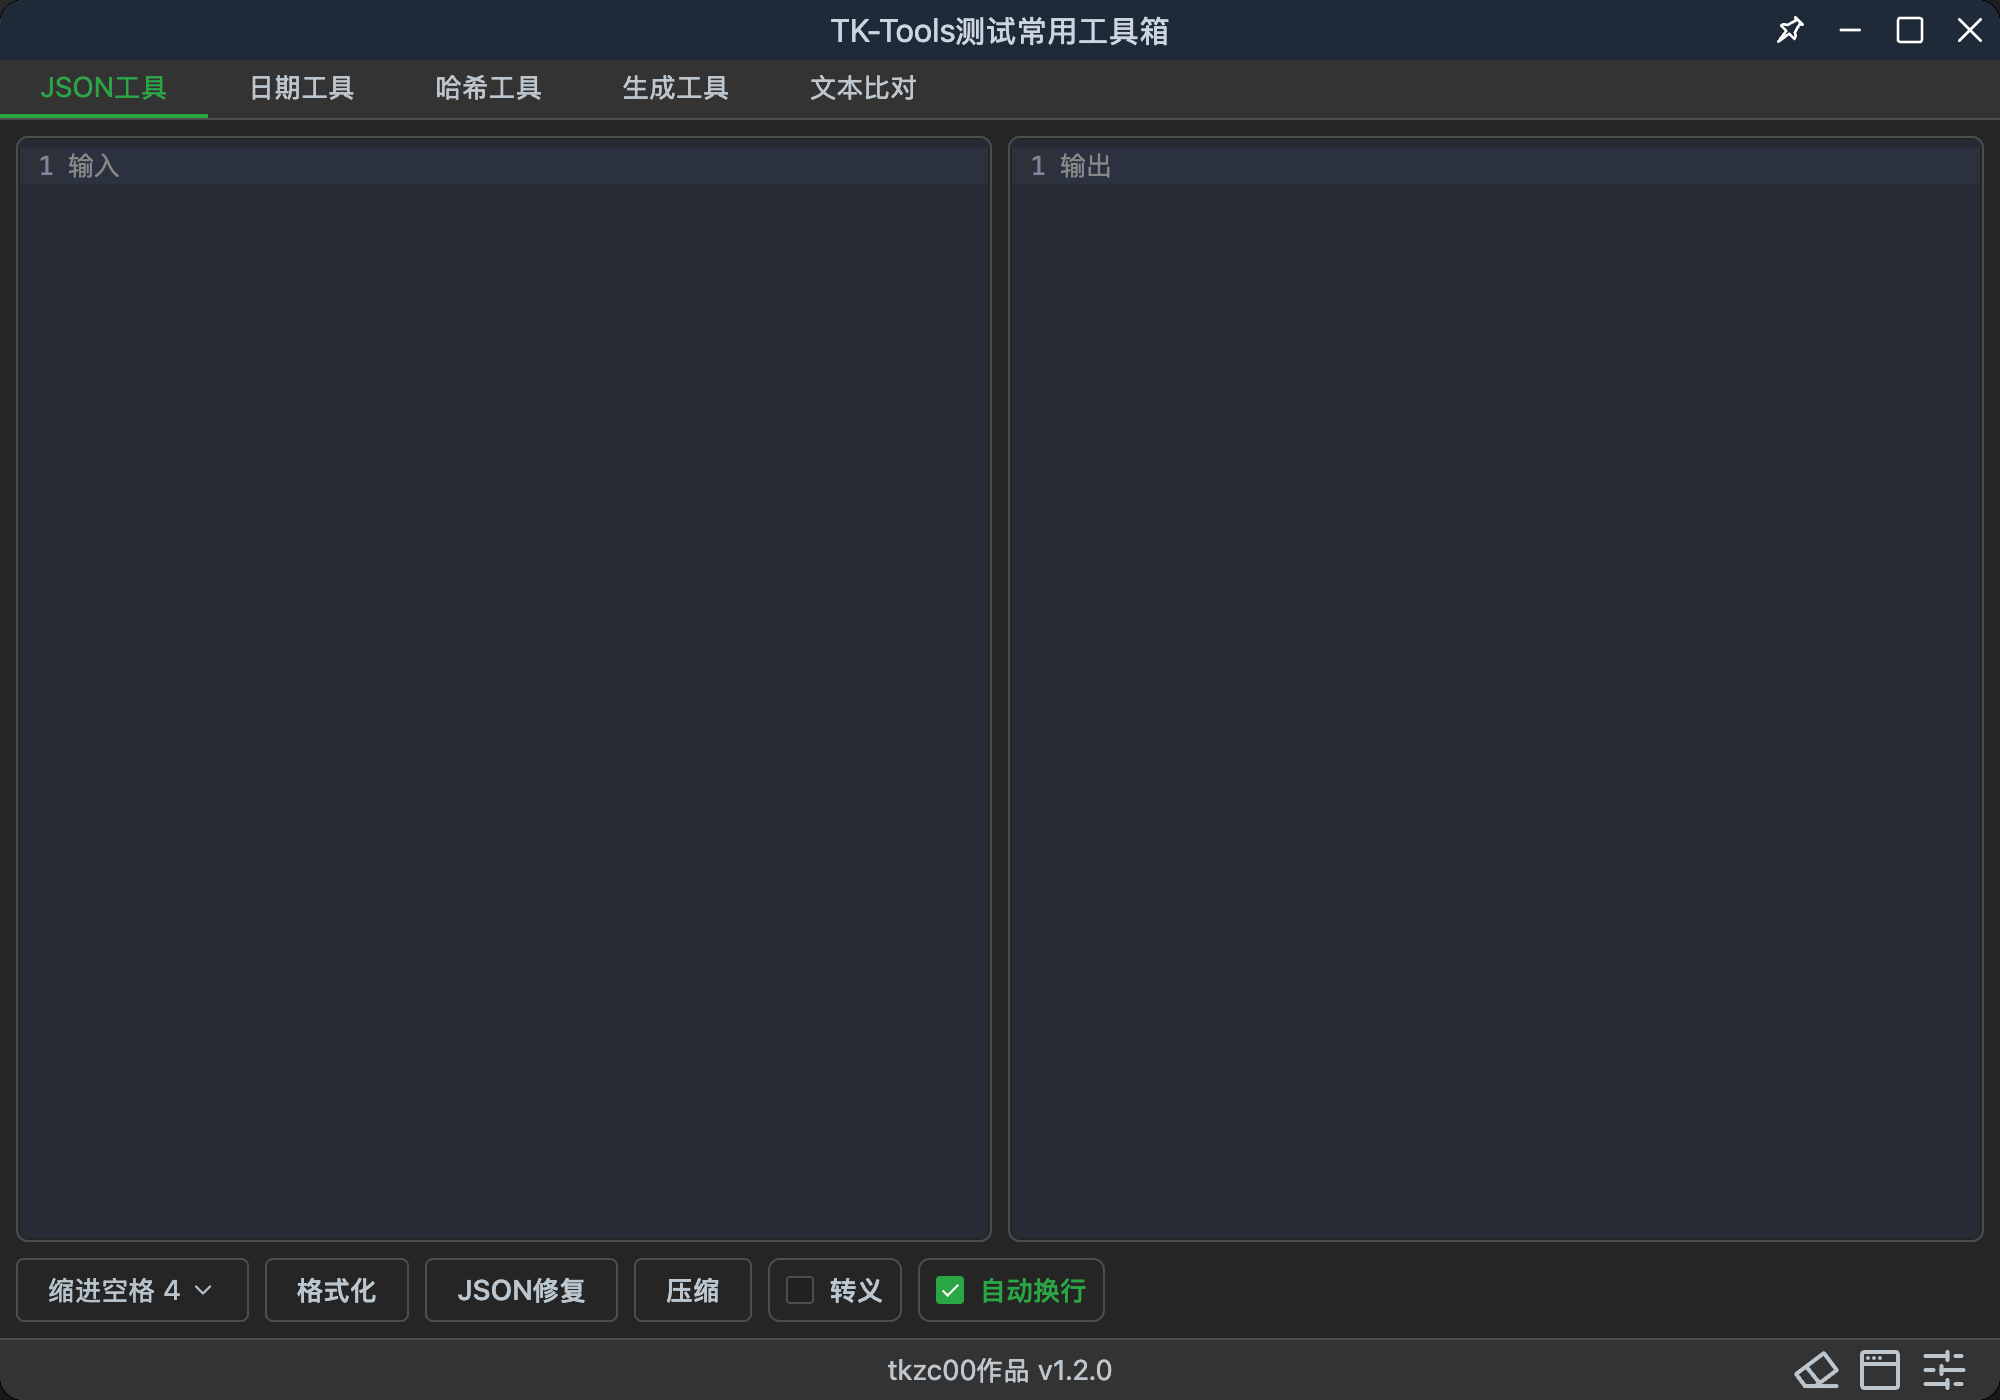 TK-Tools测试常用工具箱
JSON工具 日期工具 哈希工具 生成工具 文本比对
1 输入
1 输出
缩进空格 4 格式化 JSON修复 压缩 转义 自动换行
tkzc00作品 v1.2.0